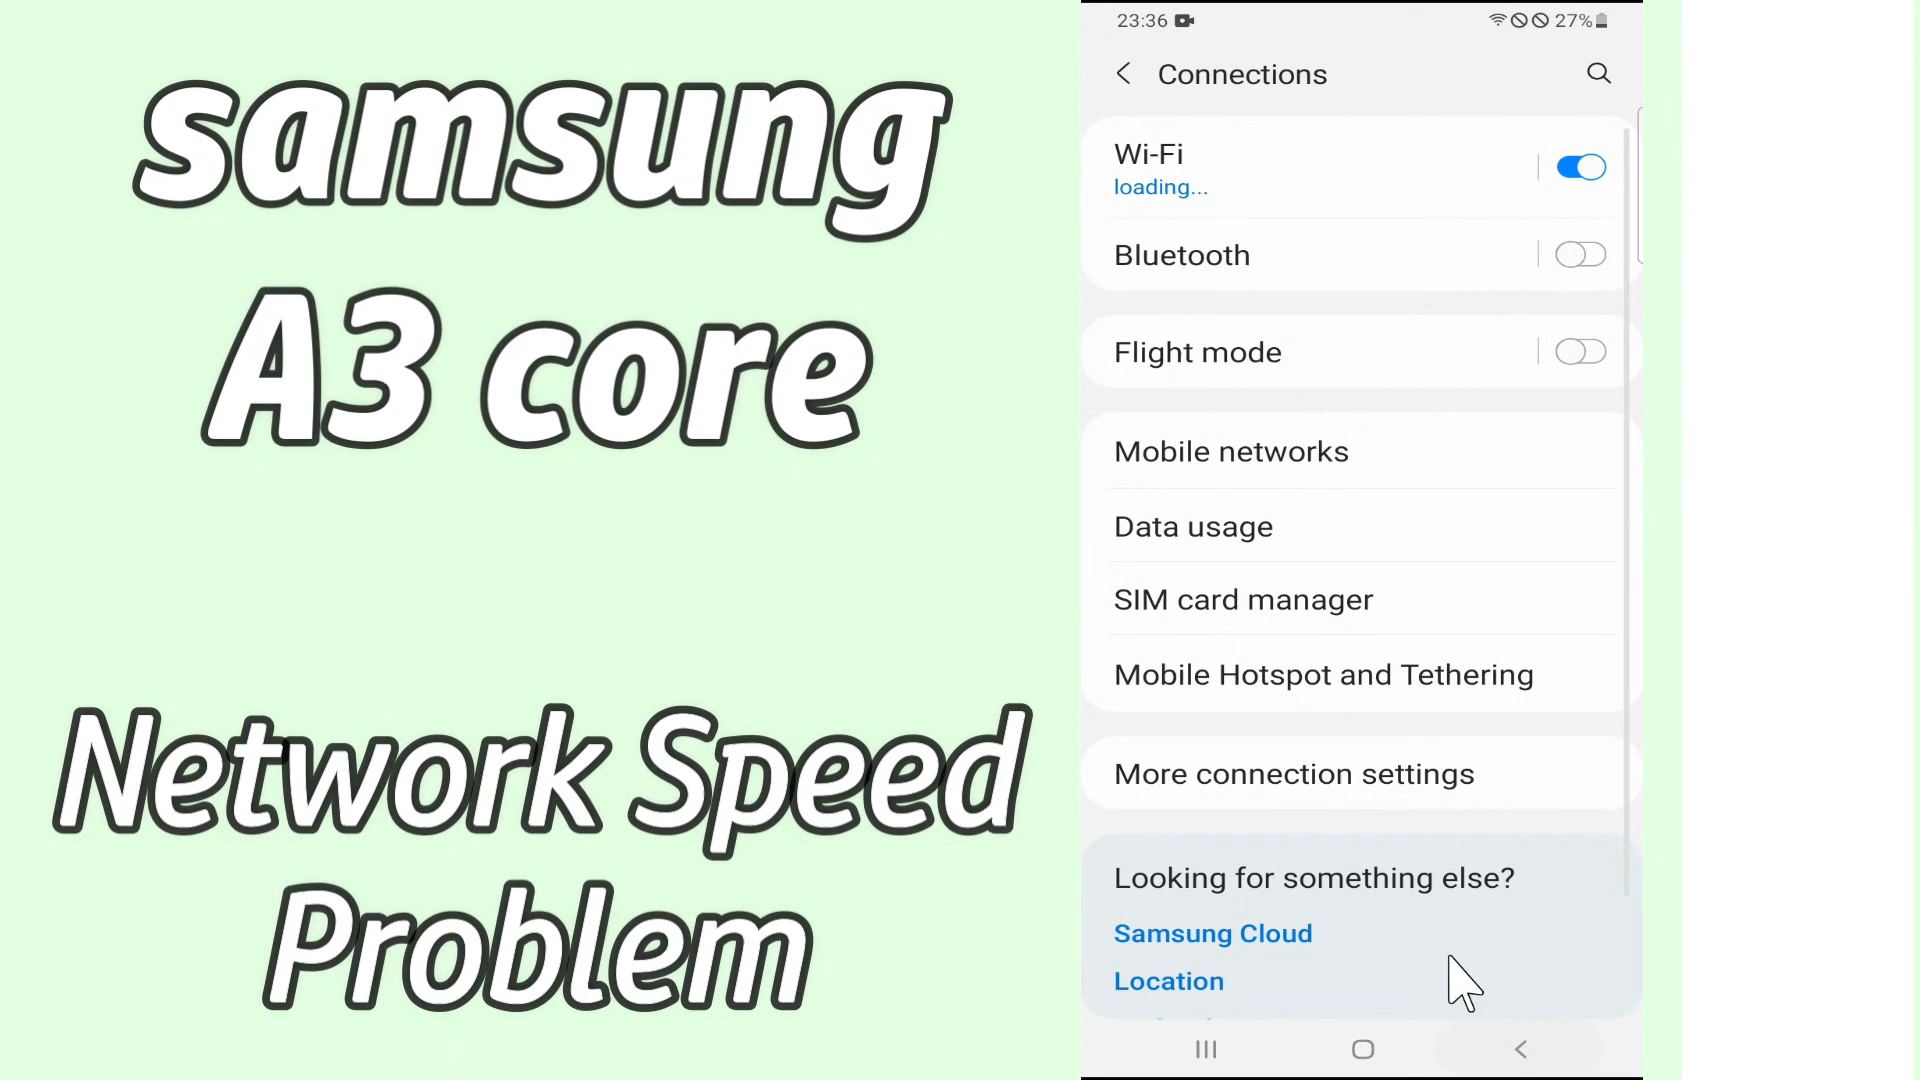 samsung
A3 core
Network Speed
Problem
23:36
27%
Connections
Wi-Fi
loading...
Bluetooth
Flight mode
Mobile networks
Data usage
SIM card manager
Mobile Hotspot and Tethering
More connection settings
Looking for something else?
Samsung Cloud
Location